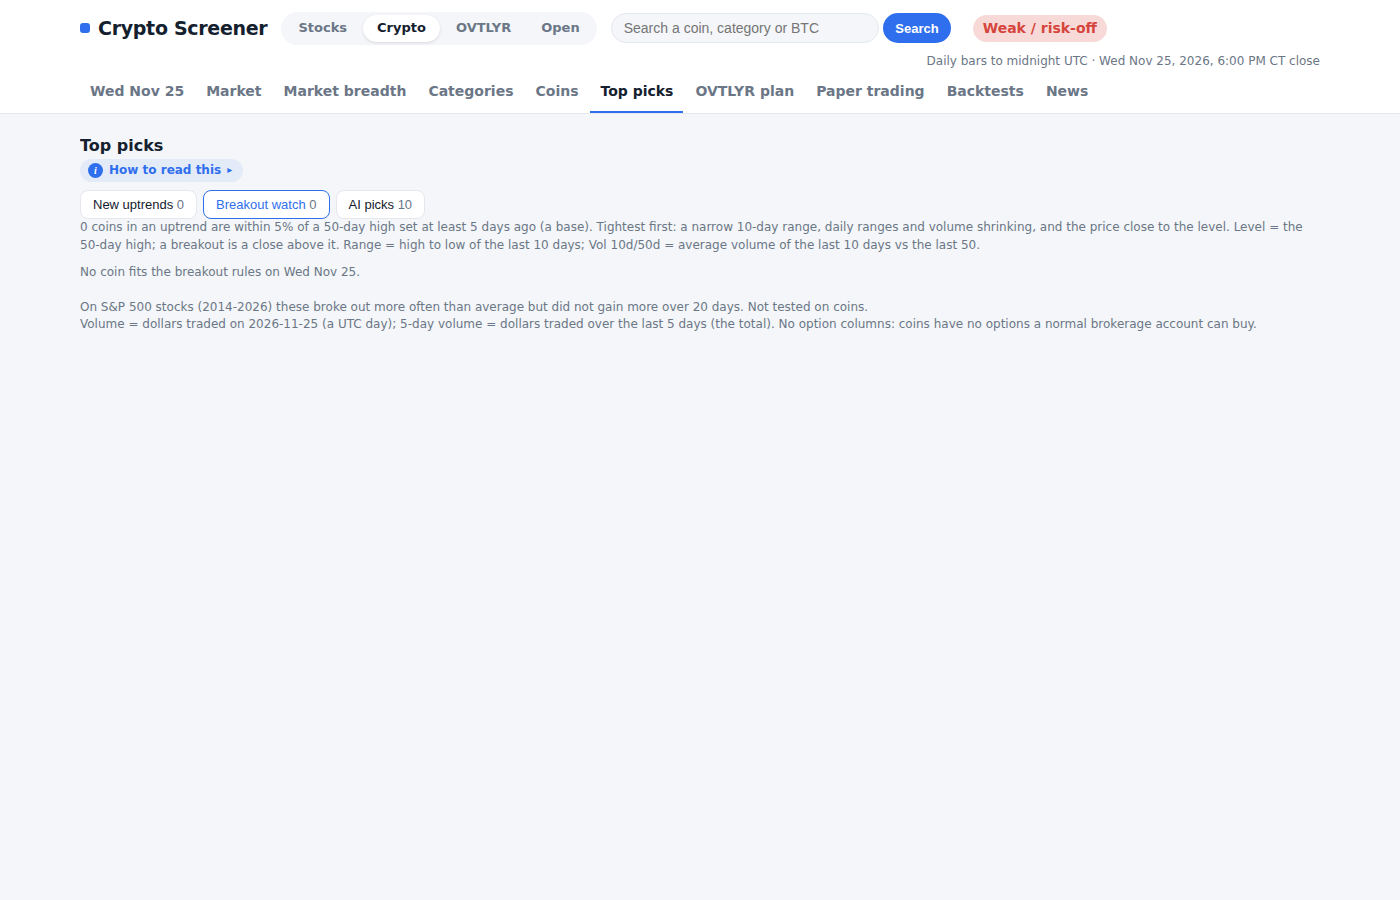 Crypto Screener
Stocks Crypto OVTLYR Open
Search a coin, category or BTC
Search
Weak / risk-off
Daily bars to midnight UTC · Wed Nov 25, 2026, 6:00 PM CT close
Wed Nov 25 Market Market breadth Categories Coins Top picks OVTLYR plan Paper trading Backtests News
Top picks
i How to read this ▸
New uptrends 0 Breakout watch 0 AI picks 10
0 coins in an uptrend are within 5% of a 50-day high set at least 5 days ago (a base). Tightest first: a narrow 10-day range, daily ranges and volume shrinking, and the price close to the level. Level = the
50-day high; a breakout is a close above it. Range = high to low of the last 10 days; Vol 10d/50d = average volume of the last 10 days vs the last 50.
No coin fits the breakout rules on Wed Nov 25.
On S&P 500 stocks (2014-2026) these broke out more often than average but did not gain more over 20 days. Not tested on coins.
Volume = dollars traded on 2026-11-25 (a UTC day); 5-day volume = dollars traded over the last 5 days (the total). No option columns: coins have no options a normal brokerage account can buy.